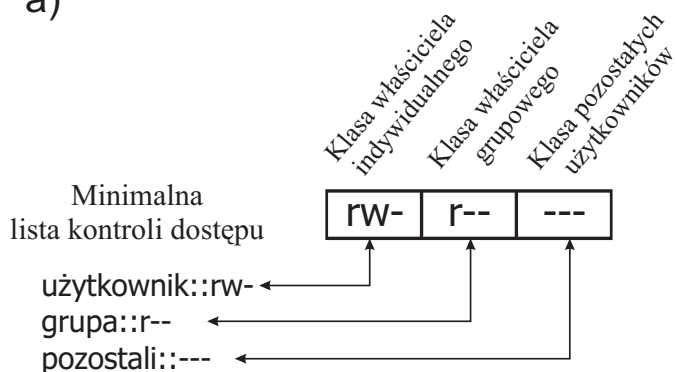 a)
Klasa właściciela
indywidualnego
Klasa właściciela
grupowego
Klasa pozostałych
użytkowników
Minimalna
lista kontroli dostępu
rw- r-- ---
użytkownik::rw-
grupa::r--
pozostali::---